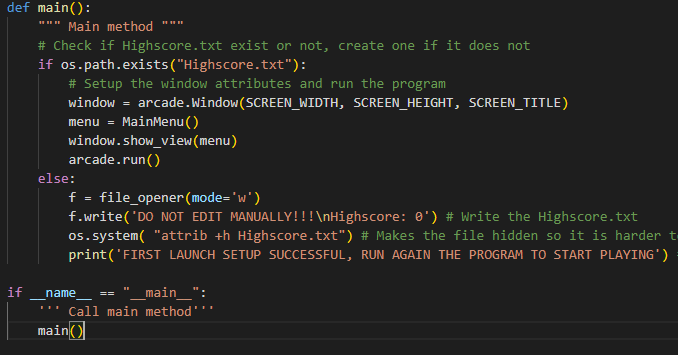 def main():
    """ Main method """
    # Check if Highscore.txt exist or not, create one if it does not
    if os.path.exists("Highscore.txt"):
        # Setup the window attributes and run the program
        window = arcade.Window(SCREEN_WIDTH, SCREEN_HEIGHT, SCREEN_TITLE)
        menu = MainMenu()
        window.show_view(menu)
        arcade.run()
    else:
        f = file_opener(mode='w')
        f.write('DO NOT EDIT MANUALLY!!!\nHighscore: 0') # Write the Highscore.txt
        os.system( "attrib +h Highscore.txt") # Makes the file hidden so it is harder
        print('FIRST LAUNCH SETUP SUCCESSFUL, RUN AGAIN THE PROGRAM TO START PLAYING')
if __name__ == "__main__":
    ''' Call main method'''
    main()